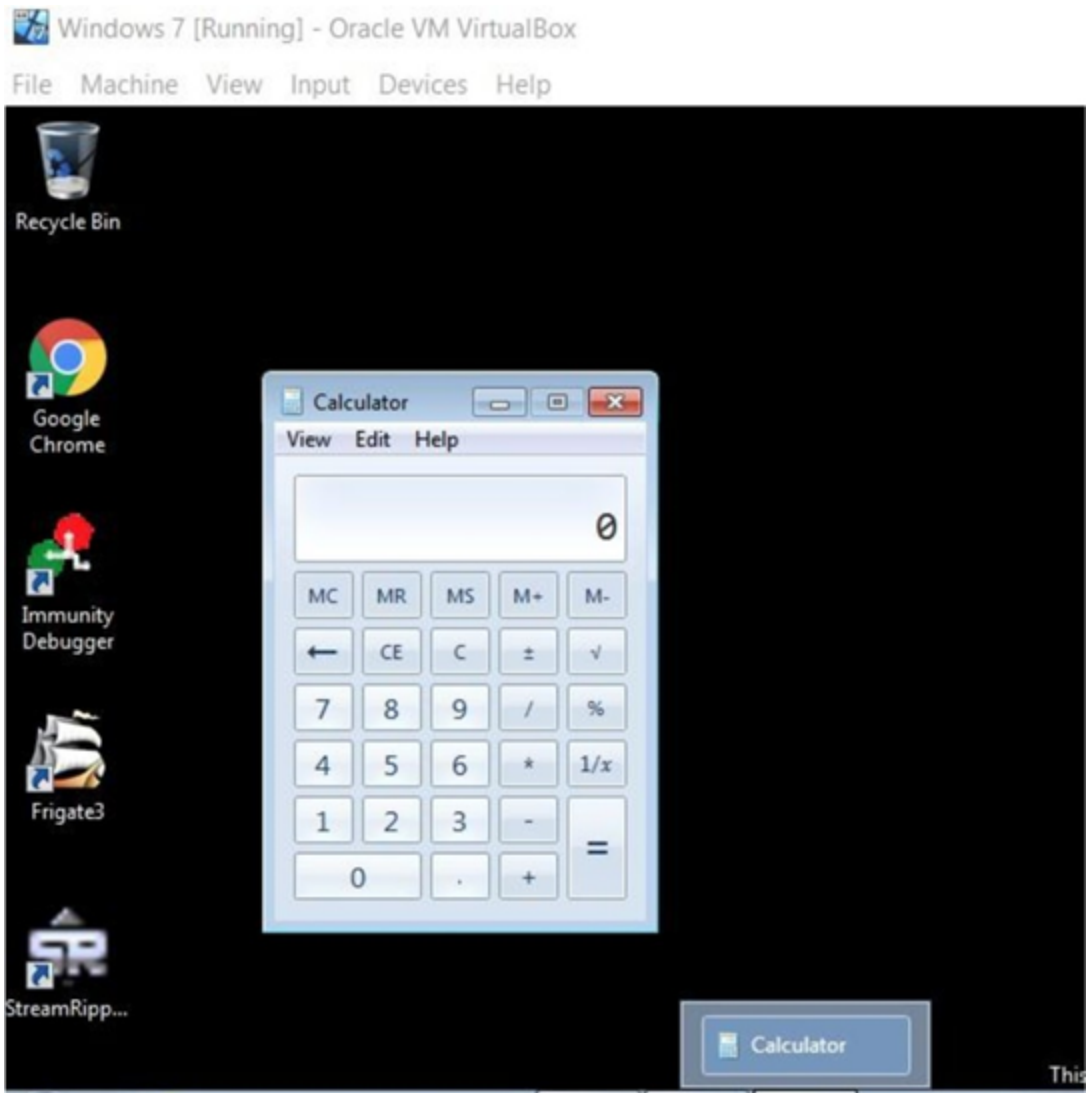 Windows 7 [Running] - Oracle VM VirtualBox
File Machine View Input Devices Help
Recycle Bin
Google
Chrome
Immunity
Debugger
Frigate3
StreamRipp...
Calculator
View Edit Help
0
MC MR MS M+ M-
← CE C ± √
7 8 9 / %
4 5 6 * 1/x
1 2 3 -
=
0 . +
Calculator
This